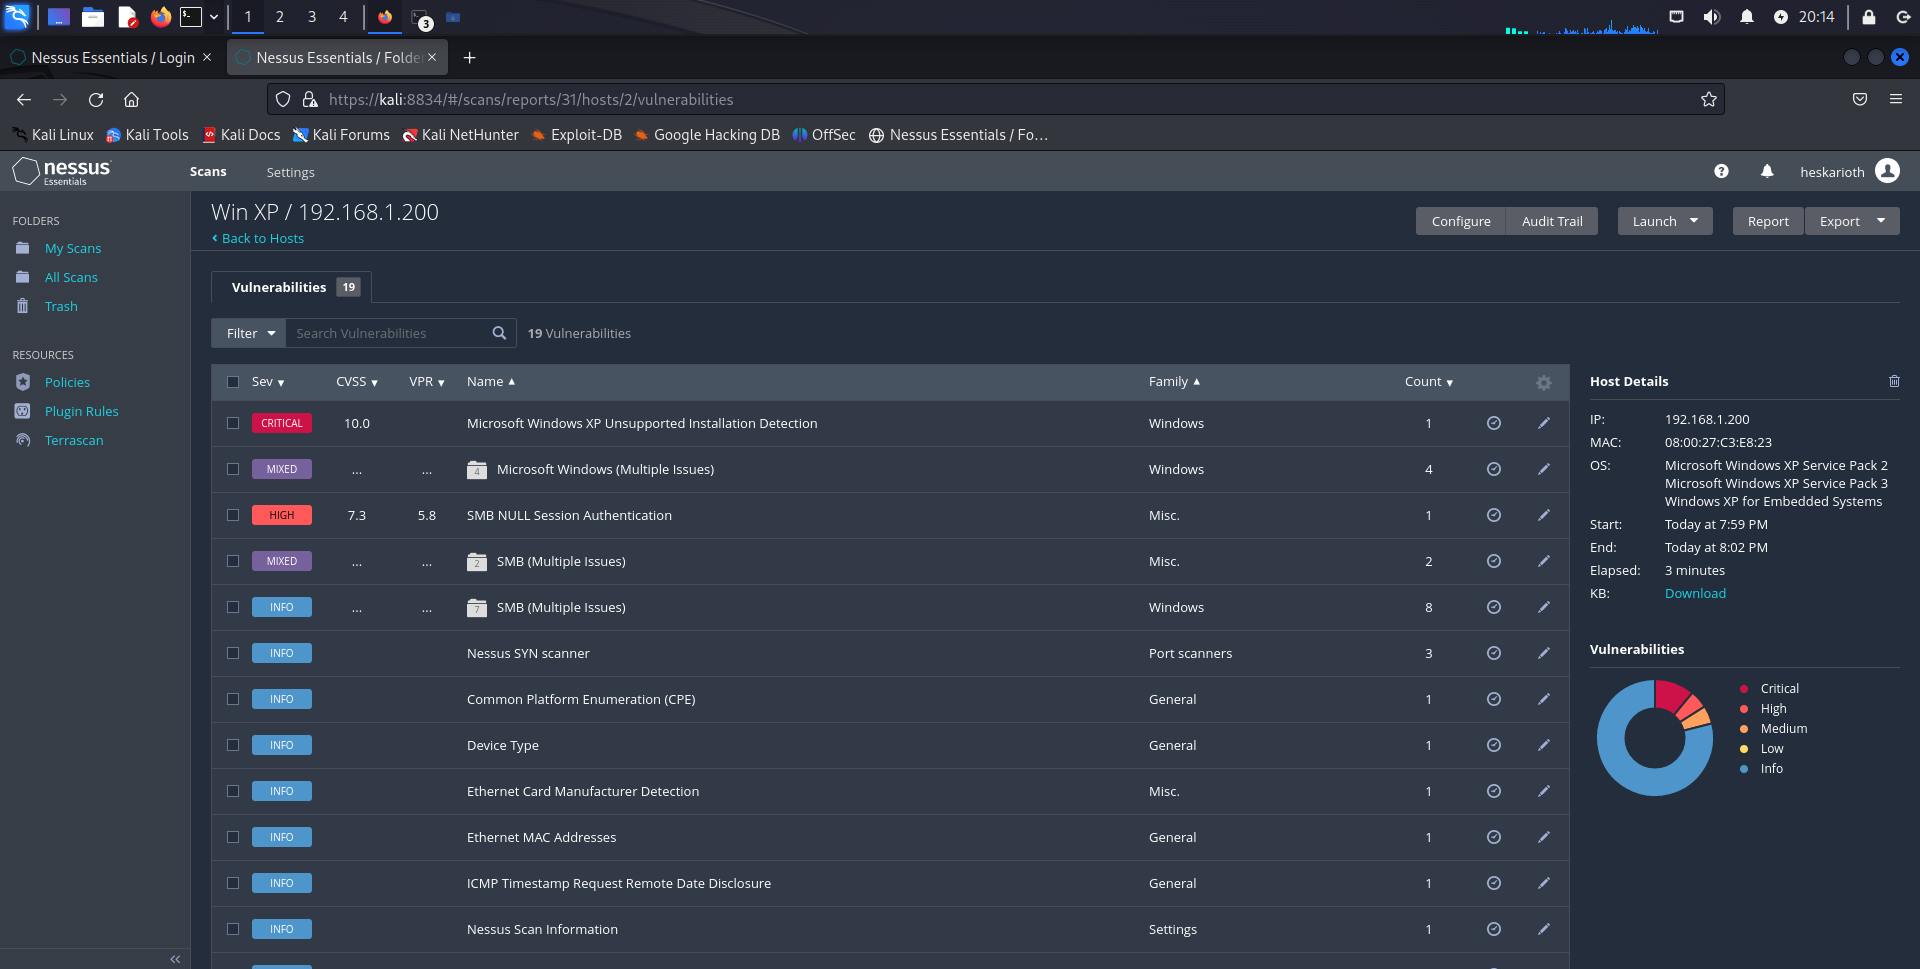 1 2 3 4 3 20:14
Nessus Essentials / Login × Nessus Essentials / Folde × +
https://kali:8834/#/scans/reports/31/hosts/2/vulnerabilities
Kali Linux Kali Tools Kali Docs Kali Forums Kali NetHunter Exploit-DB Google Hacking DB OffSec Nessus Essentials / Fo…
nessus Essentials Scans Settings heskarioth
FOLDERS
My Scans
All Scans
Trash
RESOURCES
Policies
Plugin Rules
Terrascan
Win XP / 192.168.1.200
Back to Hosts
Configure Audit Trail Launch Report Export
Vulnerabilities 19
Filter Search Vulnerabilities 19 Vulnerabilities
Sev CVSS VPR Name Family Count
CRITICAL 10.0 Microsoft Windows XP Unsupported Installation Detection Windows 1
MIXED ... ... 4 Microsoft Windows (Multiple Issues) Windows 4
HIGH 7.3 5.8 SMB NULL Session Authentication Misc. 1
MIXED ... ... 2 SMB (Multiple Issues) Misc. 2
INFO ... ... 7 SMB (Multiple Issues) Windows 8
INFO Nessus SYN scanner Port scanners 3
INFO Common Platform Enumeration (CPE) General 1
INFO Device Type General 1
INFO Ethernet Card Manufacturer Detection Misc. 1
INFO Ethernet MAC Addresses General 1
INFO ICMP Timestamp Request Remote Date Disclosure General 1
INFO Nessus Scan Information Settings 1
Host Details
IP: 192.168.1.200
MAC: 08:00:27:C3:E8:23
OS: Microsoft Windows XP Service Pack 2
Microsoft Windows XP Service Pack 3
Windows XP for Embedded Systems
Start: Today at 7:59 PM
End: Today at 8:02 PM
Elapsed: 3 minutes
KB: Download
Vulnerabilities
Critical
High
Medium
Low
Info